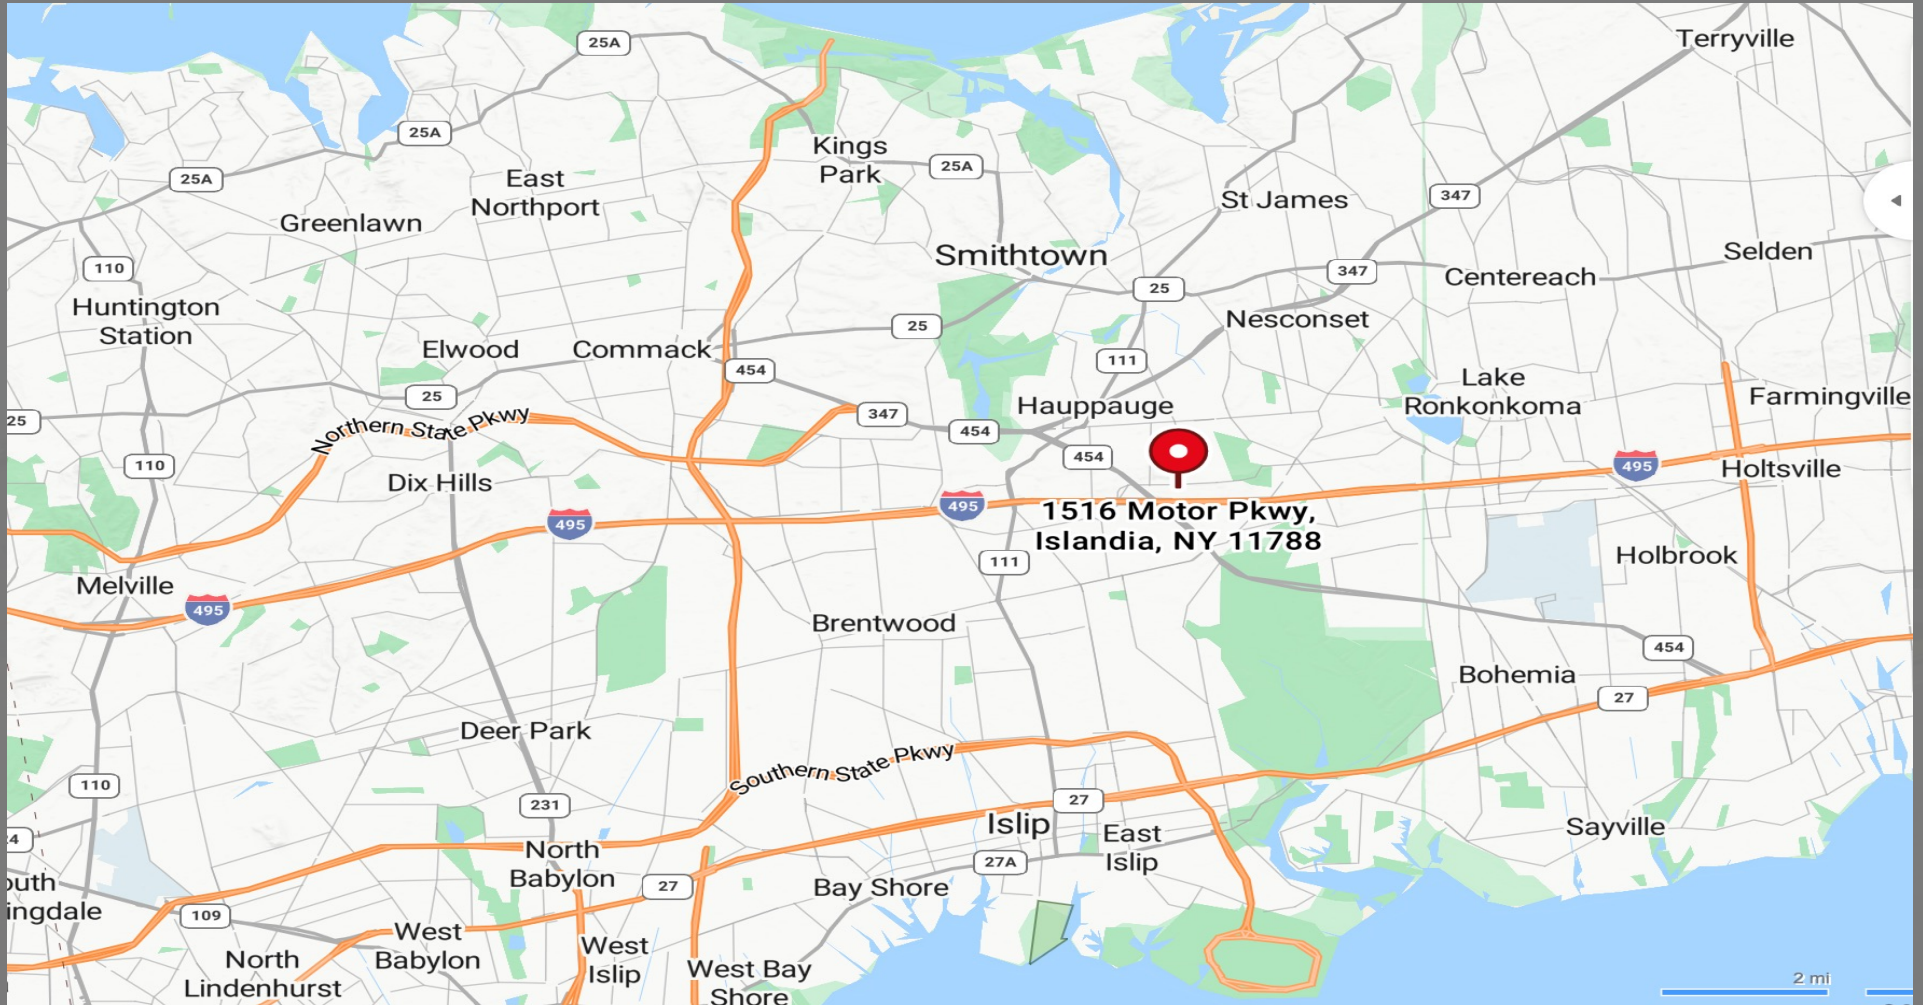 25A
Terryville
25A
Kings
Park
25A
25A
East
Northport
St James
347
Greenlawn
Smithtown
Selden
110
347
Centereach
25
Huntington
Station
Nesconset
25
Elwood
Commack
111
454
Lake
Ronkonkoma
25
Farmingville
Hauppauge
25
Northern State Pkwy
347
454
454
110
495
Holtsville
Dix Hills
495
495
1516 Motor Pkwy,
Islandia, NY 11788
111
Holbrook
Melville
495
Brentwood
454
Bohemia
27
Deer Park
Southern State Pkwy
110
231
27
Islip
East
Islip
Sayville
North
Babylon
27A
27
Bay Shore
109
West
Babylon
West
Islip
North
Lindenhurst
West Bay
Shore
2 mi